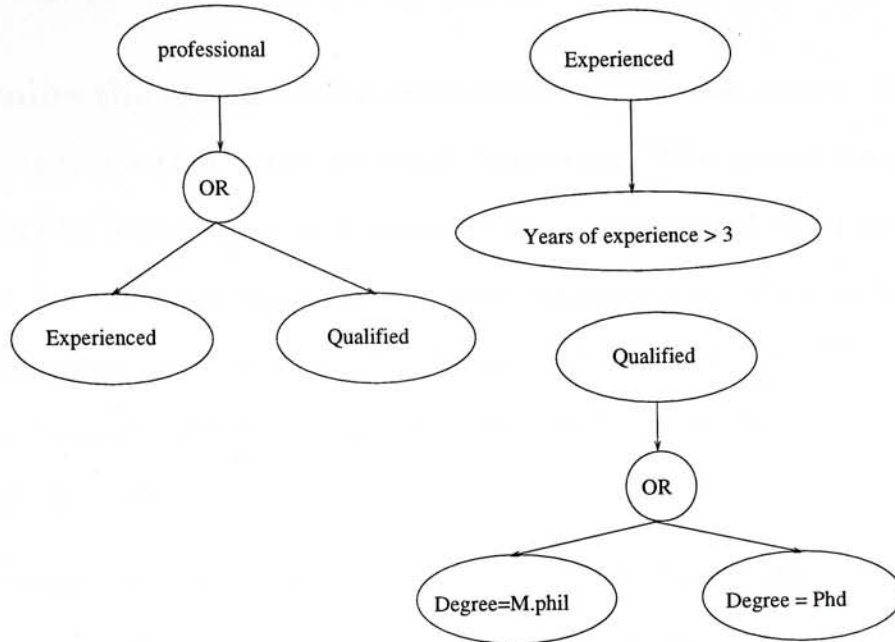 professional
OR
Experienced
Qualified
Experienced
Years of experience > 3
Qualified
OR
Degree=M.phil
Degree = Phd